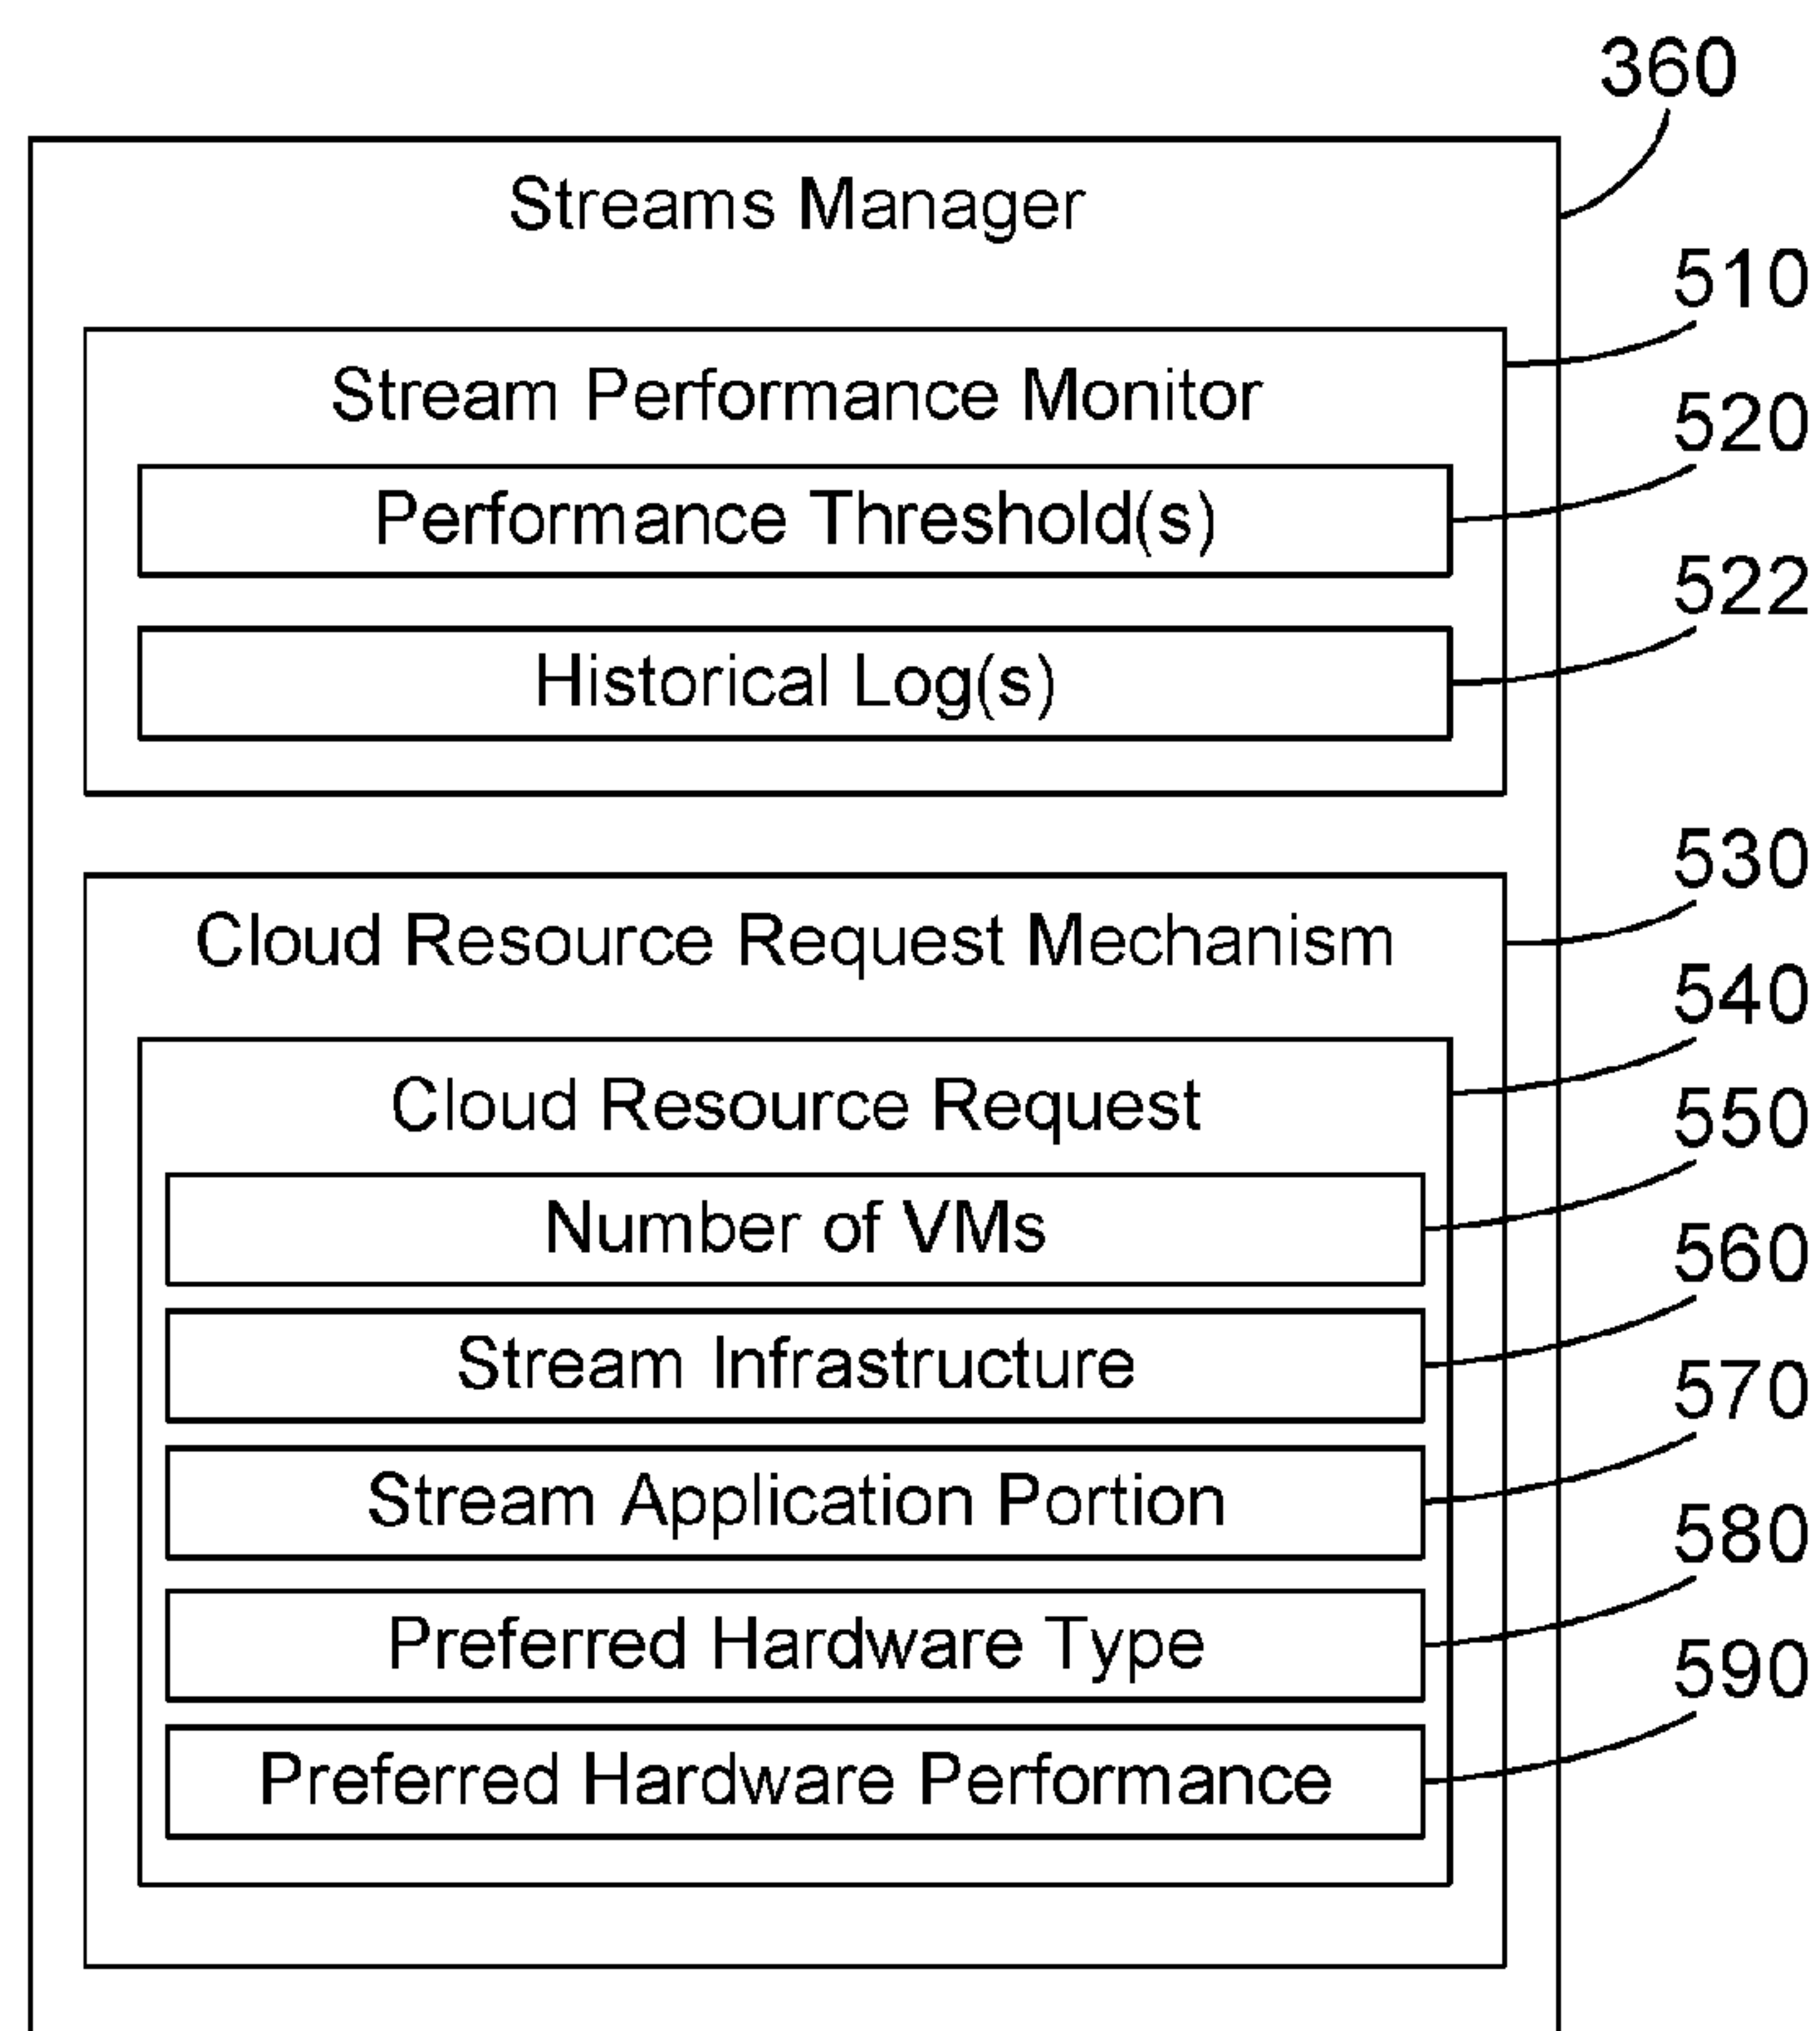 360
Streams Manager
510
Stream Performance Monitor
520
Performance Threshold(s)
522
Historical Log(s)
530
Cloud Resource Request Mechanism
540
Cloud Resource Request
550
Number of VMs
560
Stream Infrastructure
570
Stream Application Portion
580
Preferred Hardware Type
590
Preferred Hardware Performance